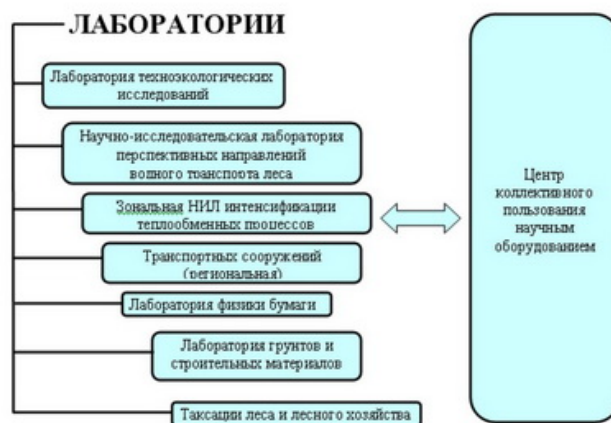 ЛАБОРАТОРИИ
Лаборатория техноэкологических
исследований
Научно-исследовательская лаборатория
перспективных направлений
водного транспорта леса
Зональная НИЛ интенсификации
теплообменных процессов
Транспортных сооружений
(региональная)
Лаборатория физики бумаги
Лаборатория грунтов и
строительных материалов
Таксации леса и лесного хозяйства
Центр
коллективного
пользования
научным
оборудованием